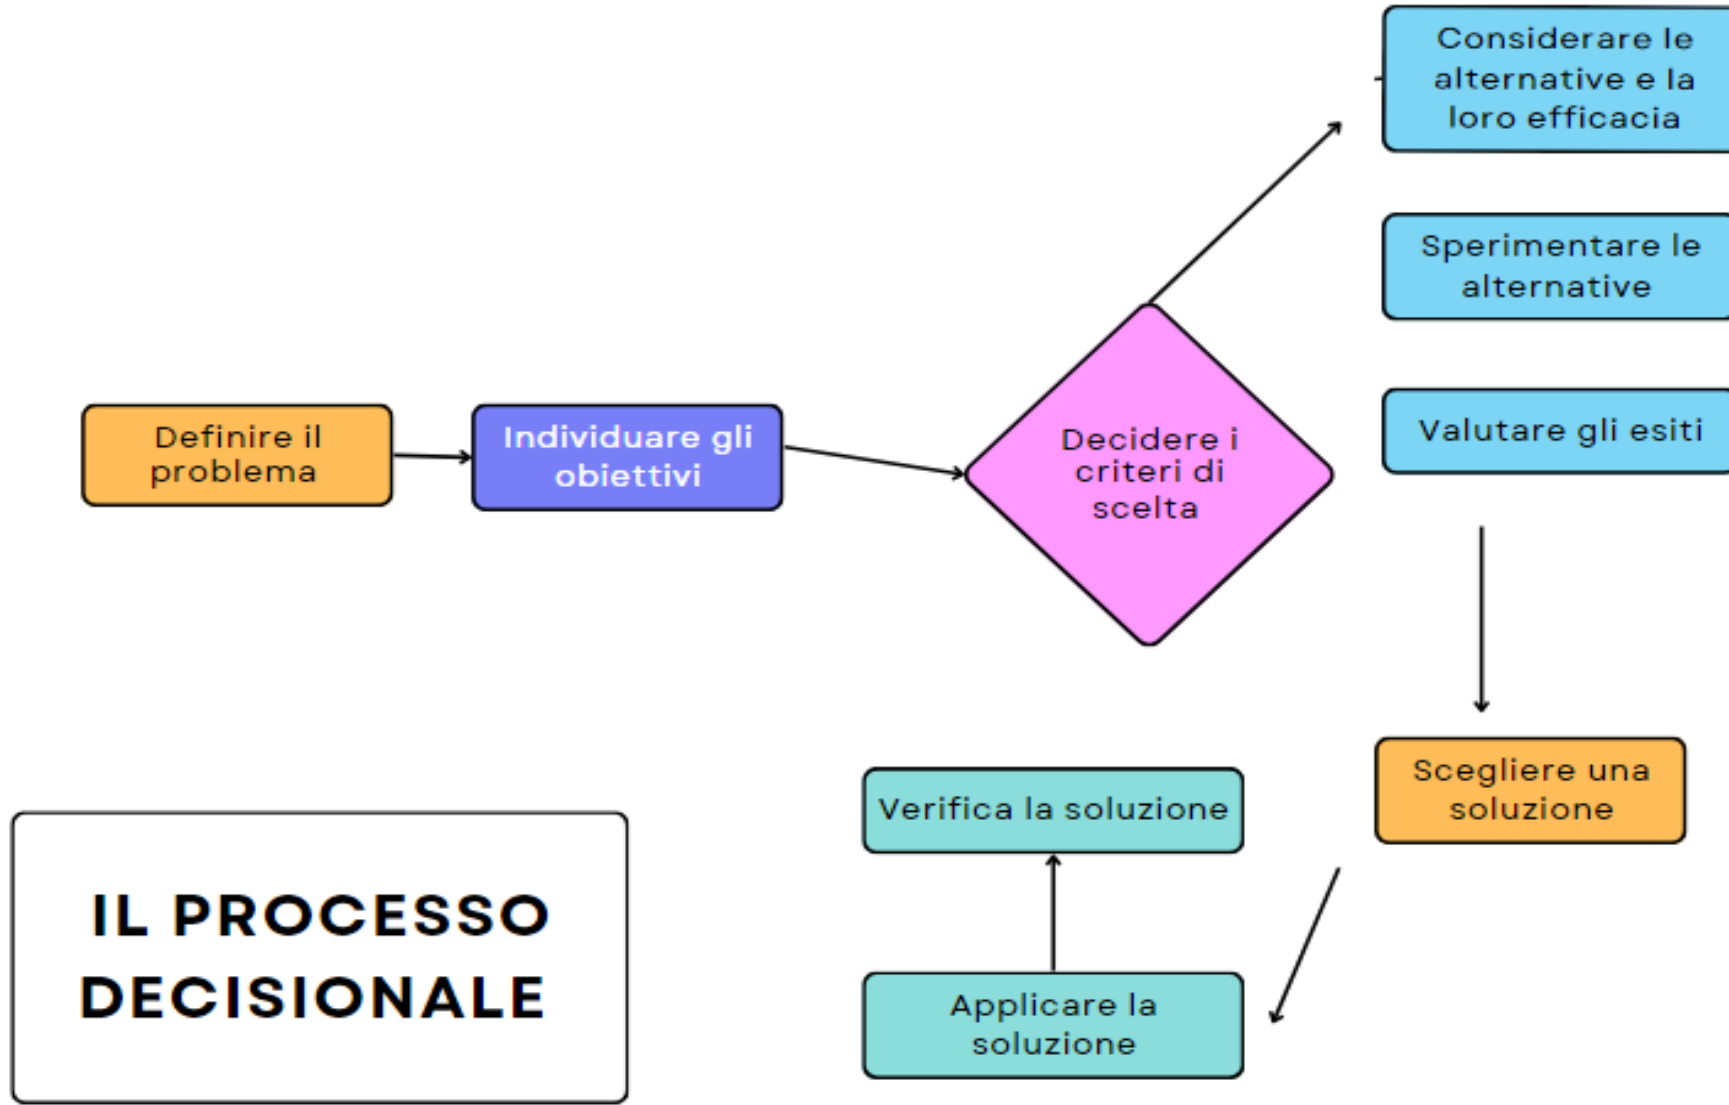 Definire il
problema
Individuare gli
obiettivi
Decidere i
criteri di
scelta
Considerare le
alternative e la
loro efficacia
Sperimentare le
alternative
Valutare gli esiti
Scegliere una
soluzione
Applicare la
soluzione
Verifica la soluzione
IL PROCESSO
DECISIONALE